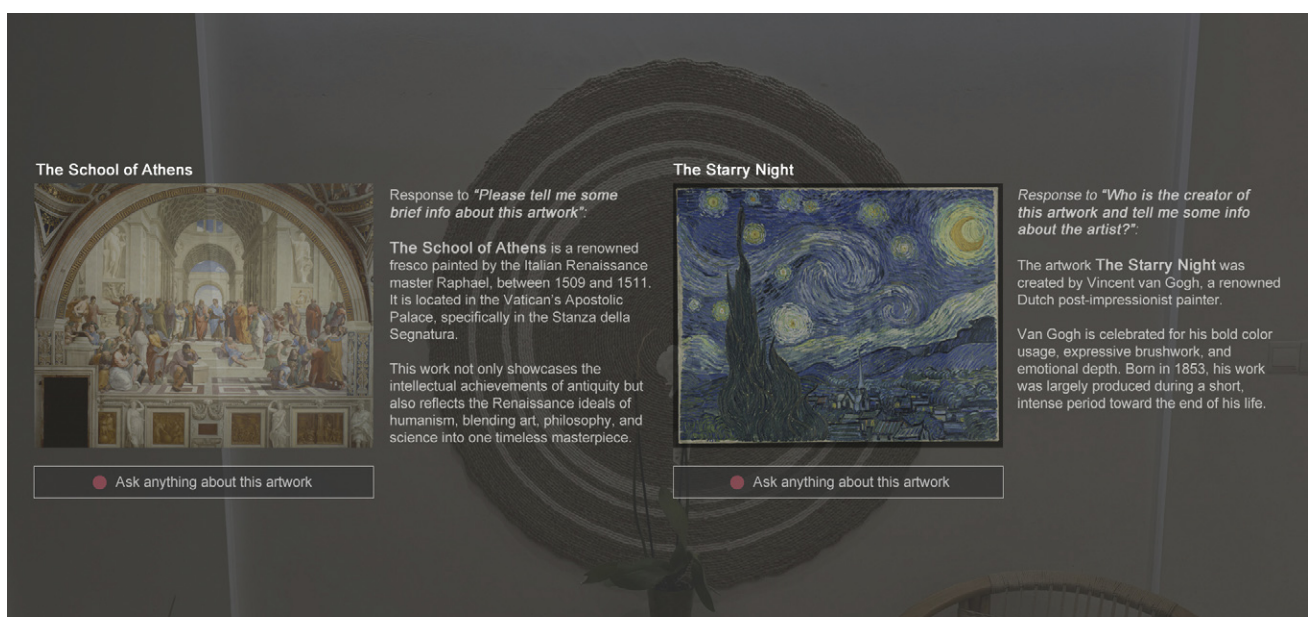 The School of Athens
Response to "Please tell me some
brief info about this artwork":
The School of Athens is a renowned
fresco painted by the Italian Renaissance
master Raphael, between 1509 and 1511.
It is located in the Vatican's Apostolic
Palace, specifically in the Stanza della
Segnatura.
This work not only showcases the
intellectual achievements of antiquity but
also reflects the Renaissance ideals of
humanism, blending art, philosophy, and
science into one timeless masterpiece.
Ask anything about this artwork
The Starry Night
Response to "Who is the creator of
this artwork and tell me some info
about the artist?":
The artwork The Starry Night was
created by Vincent van Gogh, a renowned
Dutch post-impressionist painter.
Van Gogh is celebrated for his bold color
usage, expressive brushwork, and
emotional depth. Born in 1853, his work
was largely produced during a short,
intense period toward the end of his life.
Ask anything about this artwork